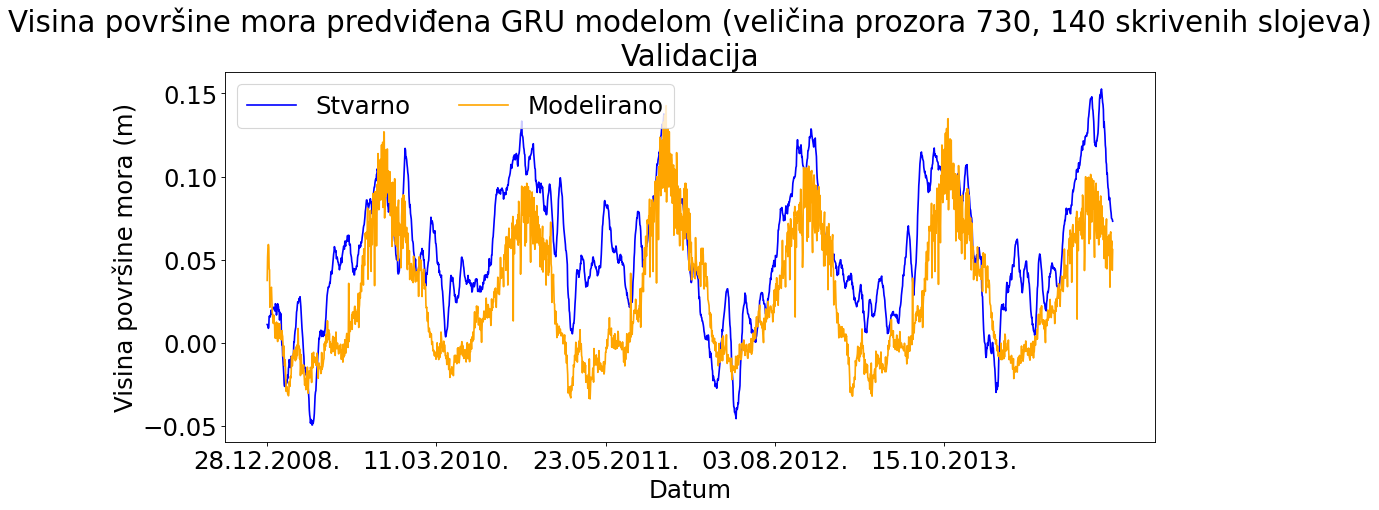 Visina površine mora predviđena GRU modelom (veličina prozora 730, 140 skrivenih slojeva)
Validacija
Stvarno
Modelirano
Visina površine mora (m)
0.15
0.10
0.05
0.00
−0.05
28.12.2008.
11.03.2010.
23.05.2011.
03.08.2012.
15.10.2013.
Datum